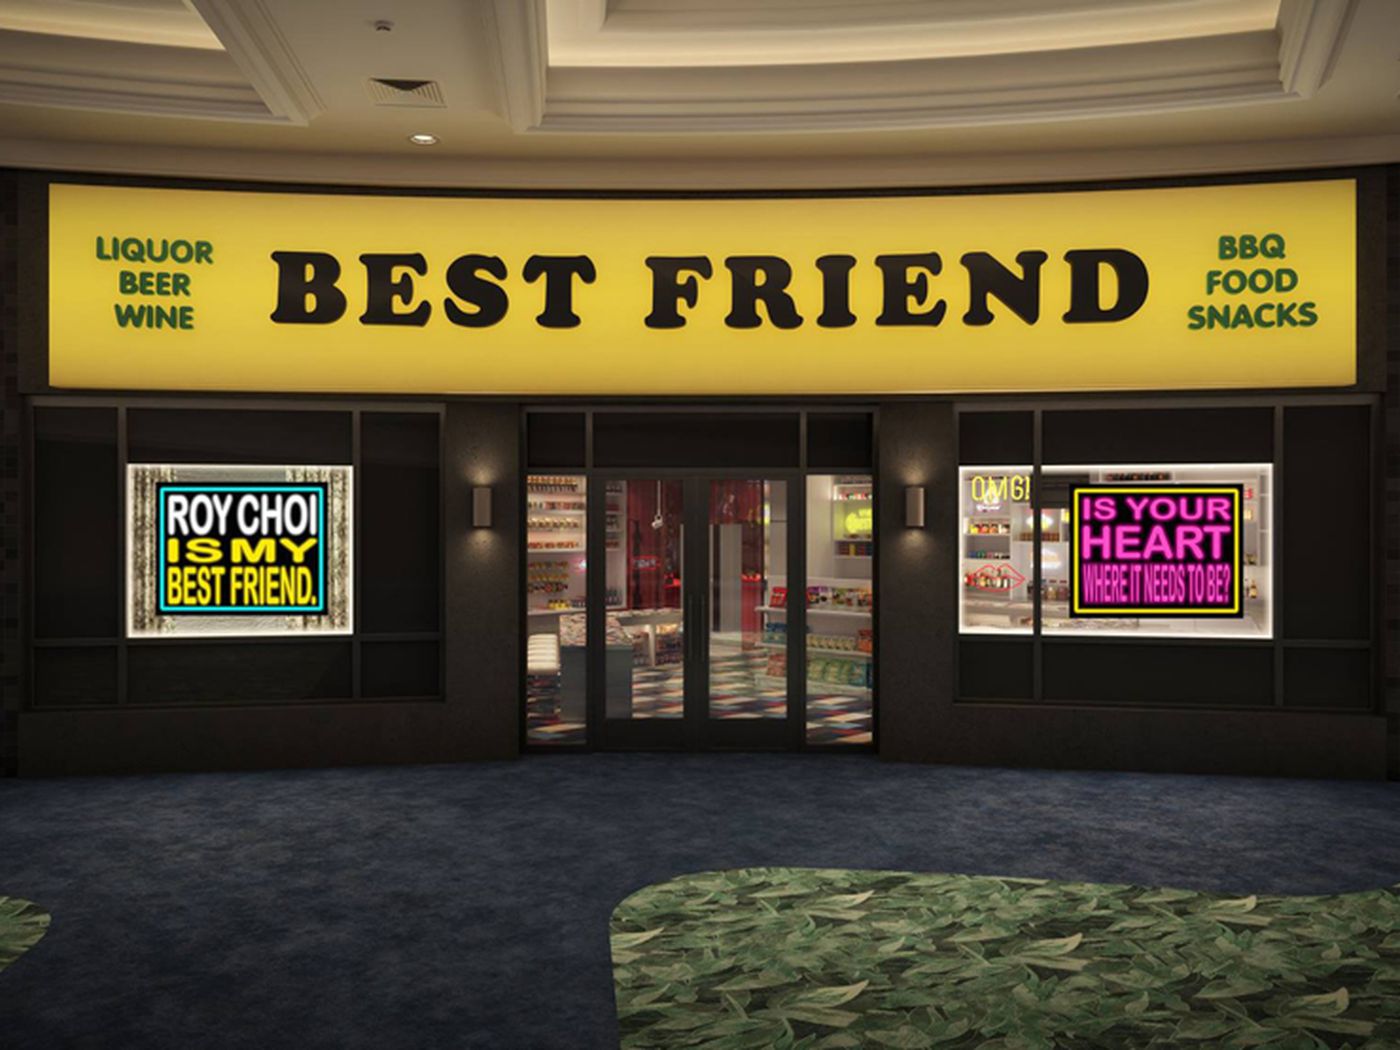 LIQUOR
BEER
WINE
BEST FRIEND
BBQ
FOOD
SNACKS
ROY CHOI
IS MY
BEST FRIEND.
OMG!
IS YOUR
HEART
WHERE IT NEEDS TO BE?